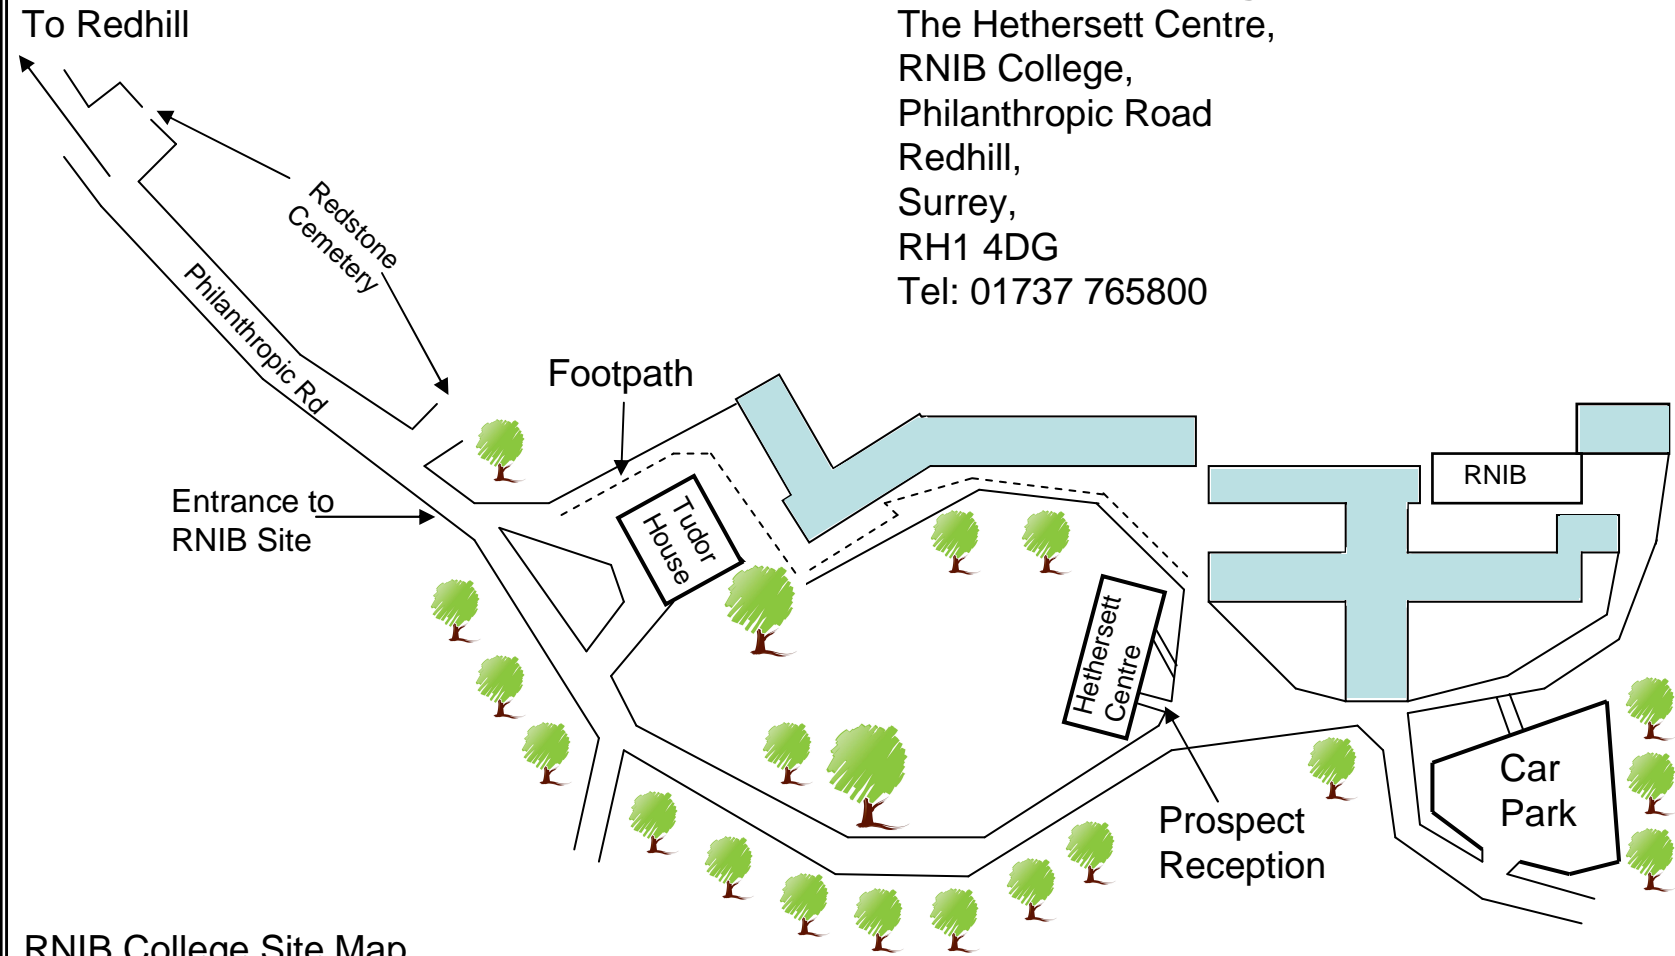 To Redhill
The Hethersett Centre,
RNIB College,
Philanthropic Road
Redhill,
Surrey,
RH1 4DG
Tel: 01737 765800
Redstone
Cemetery
Philanthropic Rd
Footpath
Entrance to
RNIB Site
Tudor
House
RNIB
Hethersett
Centre
Car
Park
Prospect
Reception
RNIB College Site Map